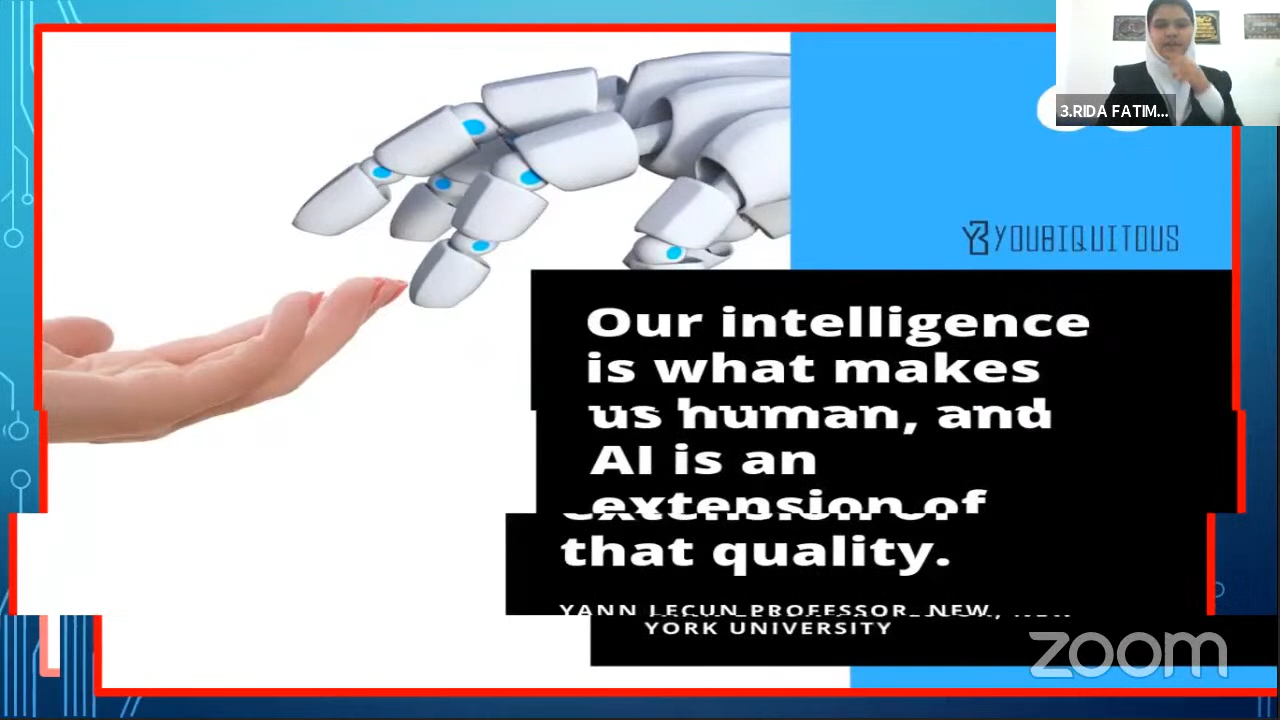 3.RIDA FATIM...
YOUBIQUITOUS
Our intelligence
is what makes
us human, and
AI is an
extension of
that quality.
YANN LECUN PROFESSOR, NEW, NEW
YORK UNIVERSITY
zoom